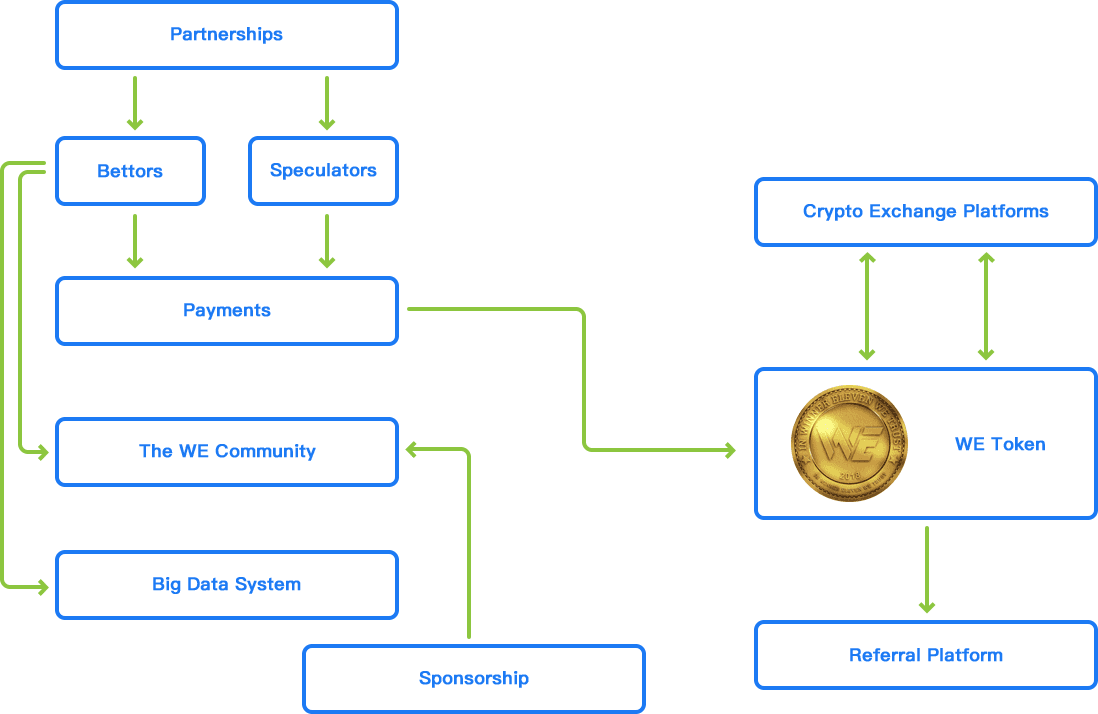 Partnerships
Bettors
Speculators
Payments
The WE Community
Big Data System
Sponsorship
Crypto Exchange Platforms
IN WINNER ELEVEN WE TRUST
WE
2018
WE Token
Referral Platform